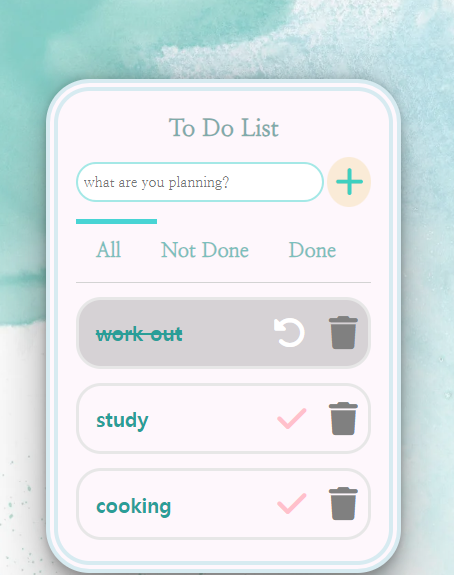 To Do List
what are you planning?
All Not Done Done
work out
study
cooking